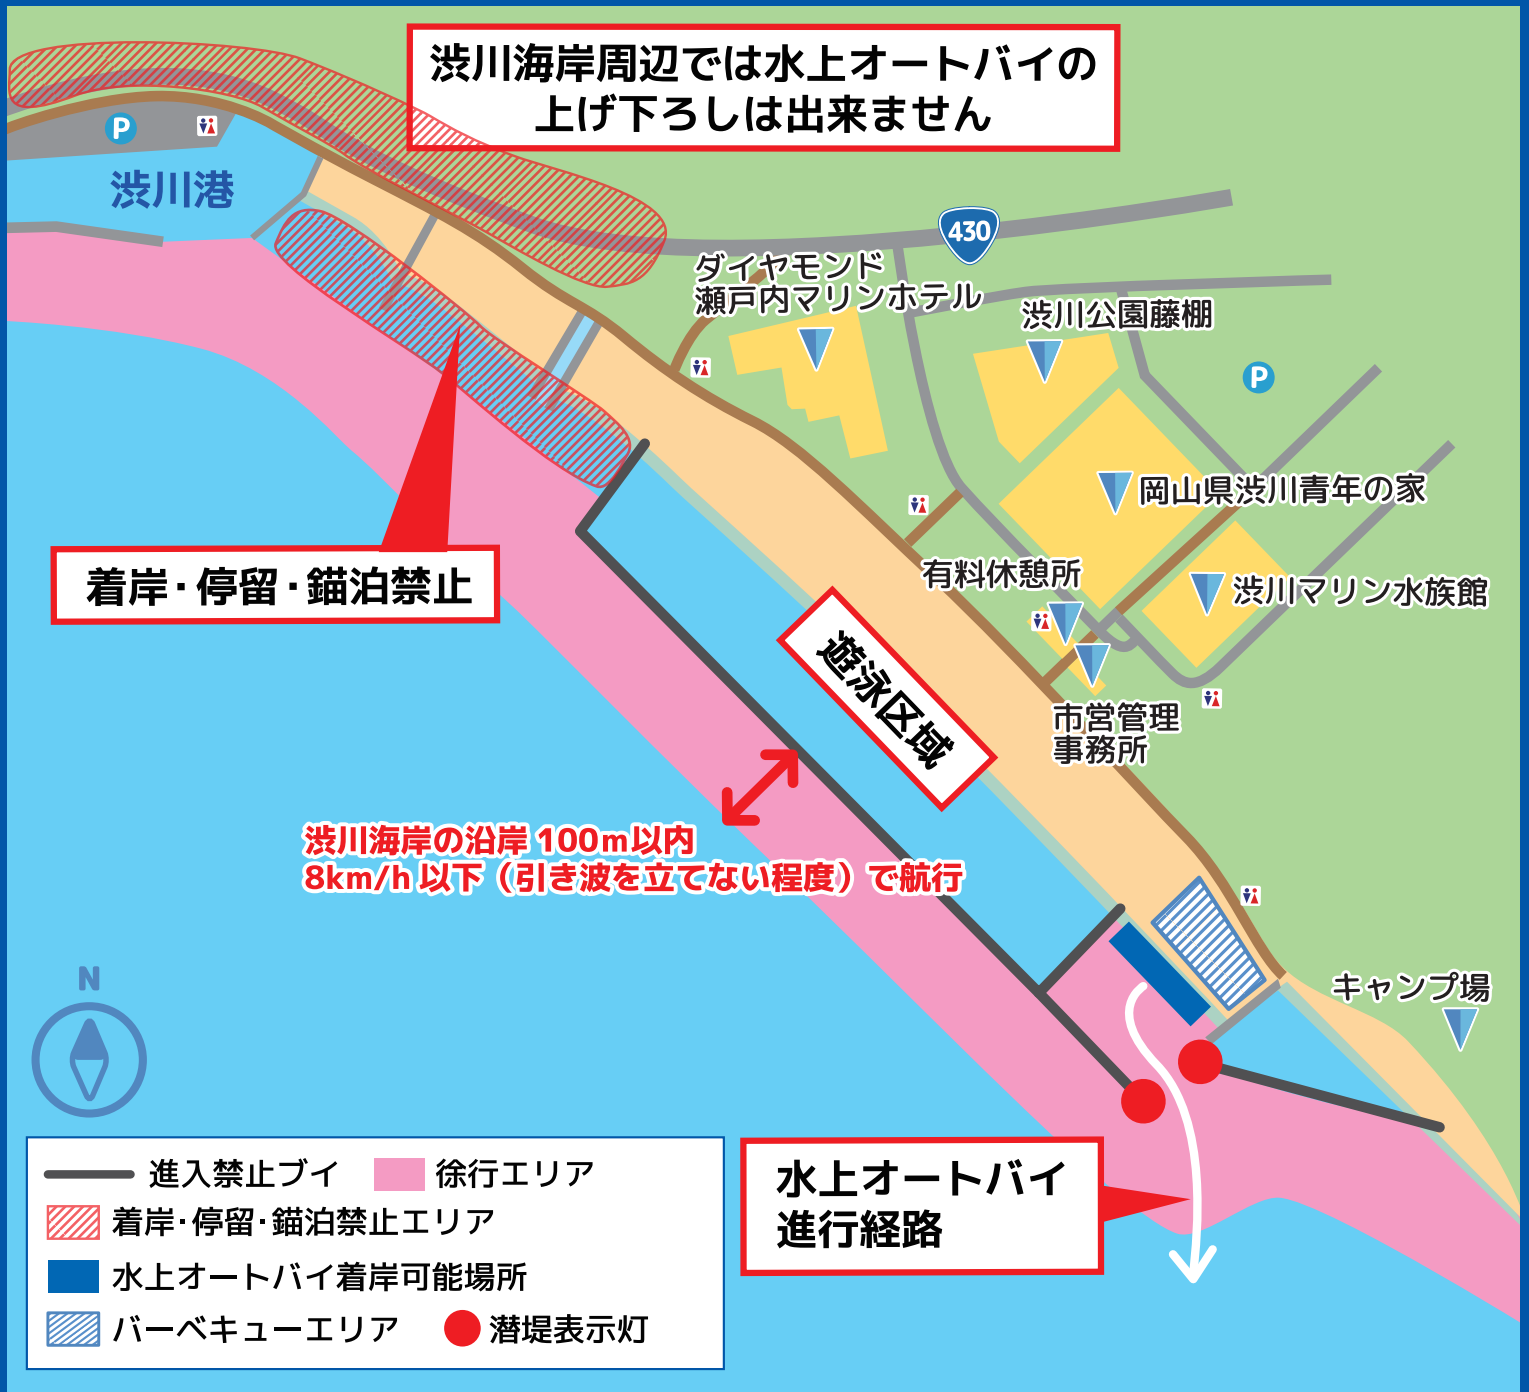 渋川海岸周辺では水上オートバイの
上げ下ろしは出来ません
P
渋川港
430
ダイヤモンド
瀬戸内マリンホテル
渋川公園藤棚
P
岡山県渋川青年の家
着岸・停留・錨泊禁止
有料休憩所
渋川マリン水族館
遊泳区域
市営管理
事務所
渋川海岸の沿岸100m以内
8km/h以下（引き波を立てない程度）で航行
キャンプ場
N
進入禁止ブイ
徐行エリア
着岸・停留・錨泊禁止エリア
水上オートバイ着岸可能場所
バーベキューエリア
潜堤表示灯
水上オートバイ
進行経路